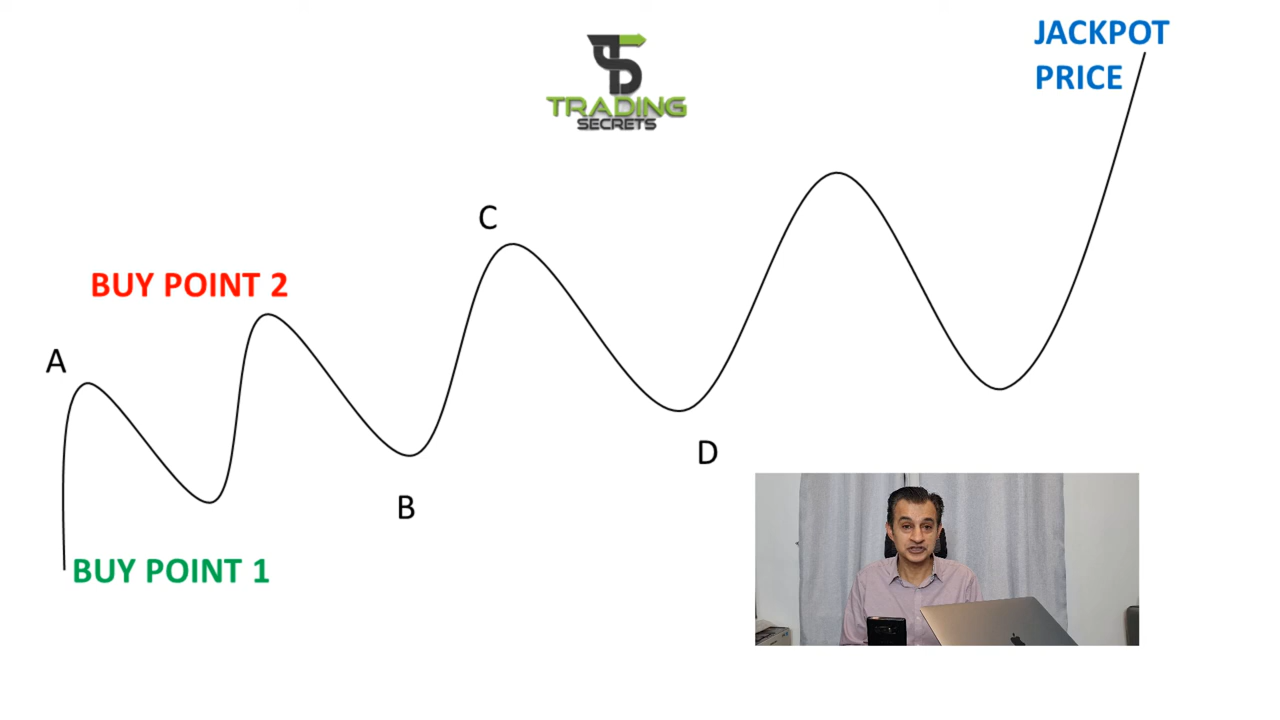 JACKPOT
PRICE
TRADING
SECRETS
C
BUY POINT 2
A
D
B
BUY POINT 1